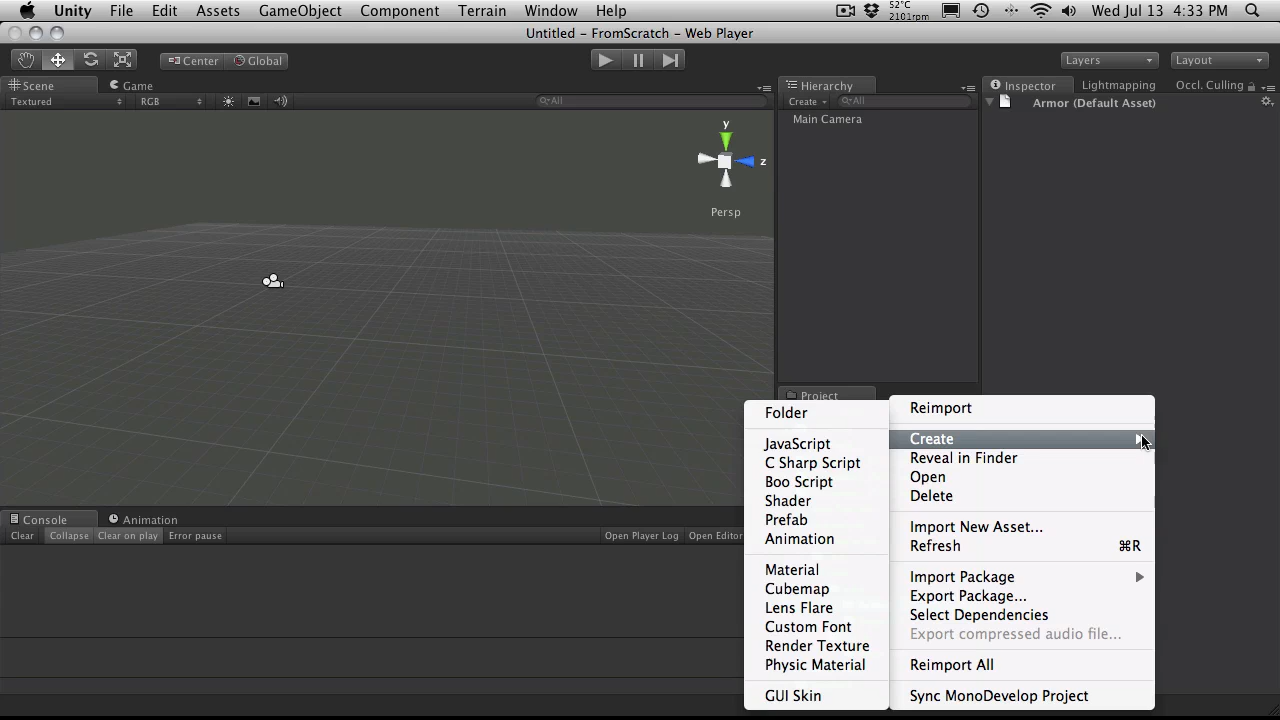 Unity File Edit Assets GameObject Component Terrain Window Help 52°C 2101rpm Wed Jul 13 4:33 PM
Untitled - FromScratch - Web Player
Center Global Layers Layout
Scene Game Hierarchy Inspector Lightmapping Occl. Culling
Textured RGB All Create All Armor (Default Asset)
Main Camera
y
z
Persp
Project
Folder
JavaScript
C Sharp Script
Boo Script
Shader
Prefab
Animation
Material
Cubemap
Lens Flare
Custom Font
Render Texture
Physic Material
GUI Skin
Reimport
Create
Reveal in Finder
Open
Delete
Import New Asset...
Refresh ⌘R
Import Package
Export Package...
Select Dependencies
Export compressed audio file...
Reimport All
Sync MonoDevelop Project
Console Animation
Clear Collapse Clear on play Error pause Open Player Log Open Editor